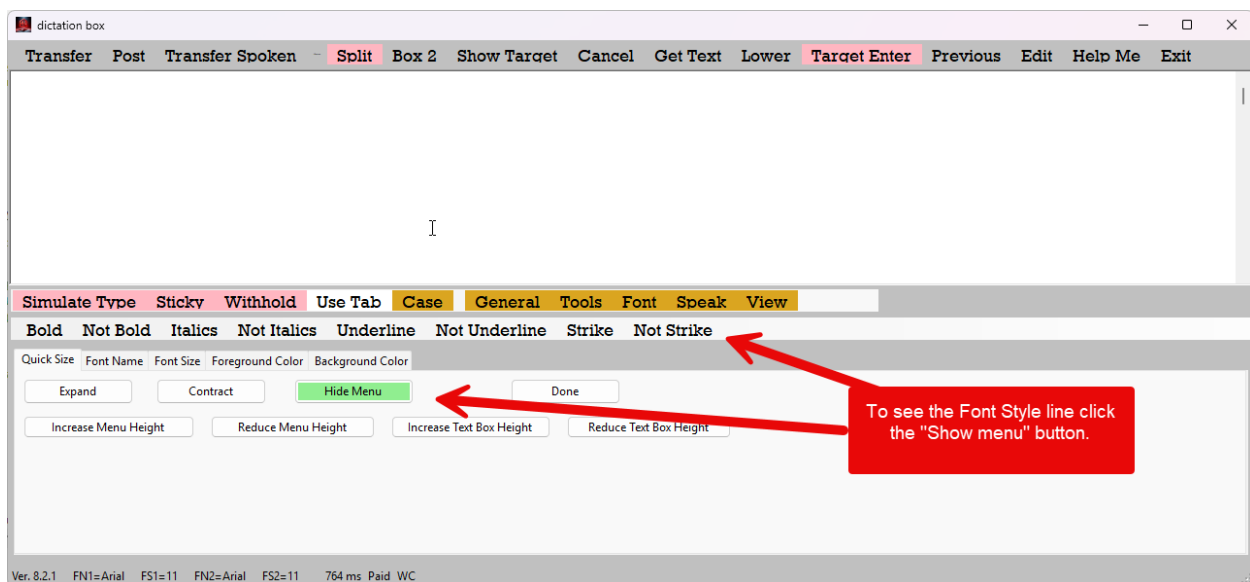 dictation box
Transfer Post Transfer Spoken - Split Box 2 Show Target Cancel Get Text Lower Target Enter Previous Edit Help Me Exit
Simulate Type Sticky Withhold Use Tab Case General Tools Font Speak View
Bold Not Bold Italics Not Italics Underline Not Underline Strike Not Strike
Quick Size Font Name Font Size Foreground Color Background Color
Expand Contract Hide Menu Done
To see the Font Style line click
the "Show menu" button.
Increase Menu Height Reduce Menu Height Increase Text Box Height Reduce Text Box Height
Ver. 8.2.1 FN1=Arial FS1=11 FN2=Arial FS2=11 764 ms Paid WC